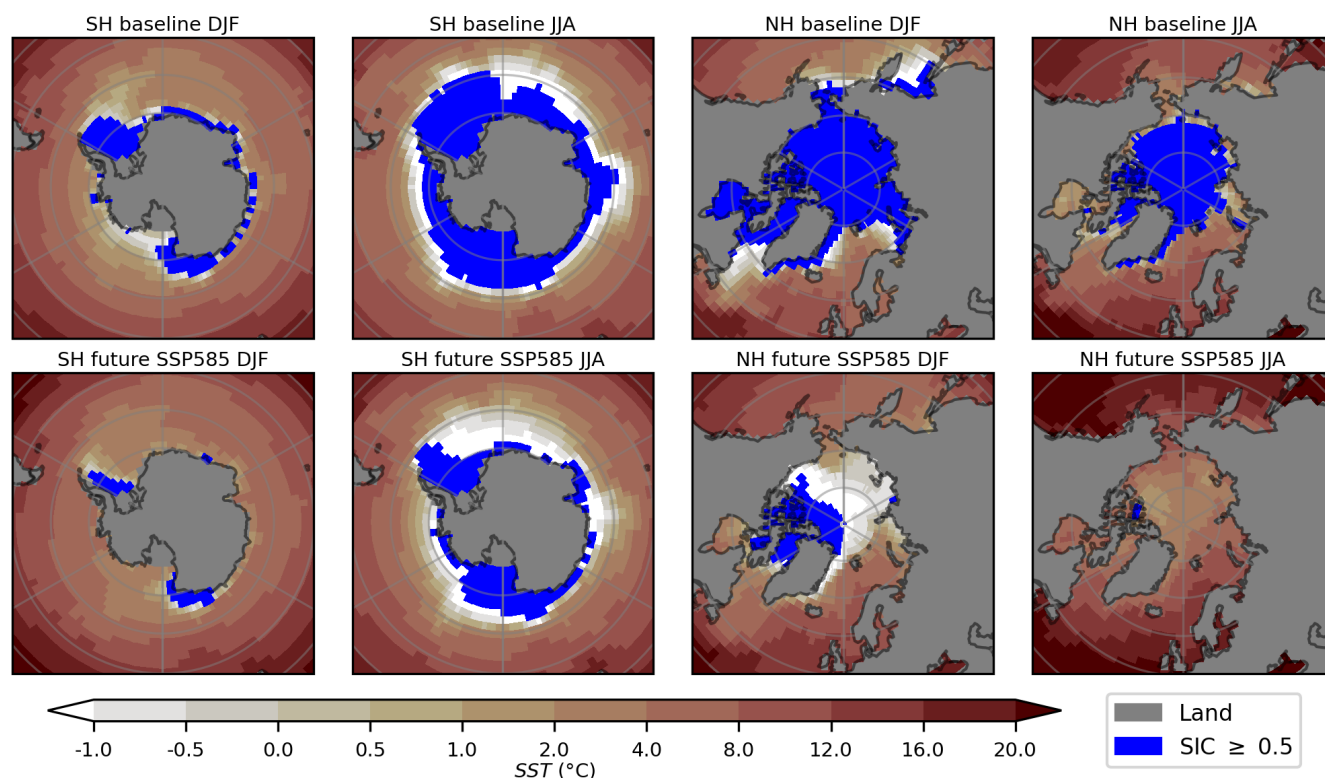 SH baseline DJF
SH baseline JJA
NH baseline DJF
NH baseline JJA
SH future SSP585 DJF
SH future SSP585 JJA
NH future SSP585 DJF
NH future SSP585 JJA
-1.0 -0.5 0.0 0.5 1.0 2.0 4.0 8.0 12.0 16.0 20.0
SST (°C)
Land
SIC ≥ 0.5